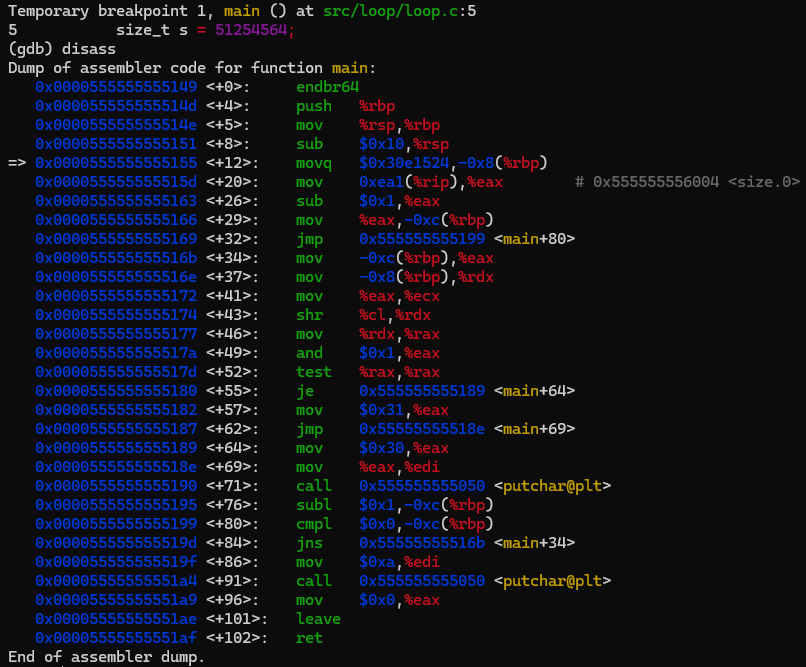 Temporary breakpoint 1, main () at src/loop/loop.c:5
5           size_t s = 51254564;
(gdb) disass
Dump of assembler code for function main:
   0x0000555555555149 <+0>:     endbr64
   0x000055555555514d <+4>:     push   %rbp
   0x000055555555514e <+5>:     mov    %rsp,%rbp
   0x0000555555555151 <+8>:     sub    $0x10,%rsp
=> 0x0000555555555155 <+12>:    movq   $0x30e1524,-0x8(%rbp)
   0x000055555555515d <+20>:    mov    0xea1(%rip),%eax        # 0x555555556004 <size.0>
   0x0000555555555163 <+26>:    sub    $0x1,%eax
   0x0000555555555166 <+29>:    mov    %eax,-0xc(%rbp)
   0x0000555555555169 <+32>:    jmp    0x555555555199 <main+80>
   0x000055555555516b <+34>:    mov    -0xc(%rbp),%eax
   0x000055555555516e <+37>:    mov    -0x8(%rbp),%rdx
   0x0000555555555172 <+41>:    mov    %eax,%ecx
   0x0000555555555174 <+43>:    shr    %cl,%rdx
   0x0000555555555177 <+46>:    mov    %rdx,%rax
   0x000055555555517a <+49>:    and    $0x1,%eax
   0x000055555555517d <+52>:    test   %rax,%rax
   0x0000555555555180 <+55>:    je     0x555555555189 <main+64>
   0x0000555555555182 <+57>:    mov    $0x31,%eax
   0x0000555555555187 <+62>:    jmp    0x55555555518e <main+69>
   0x0000555555555189 <+64>:    mov    $0x30,%eax
   0x000055555555518e <+69>:    mov    %eax,%edi
   0x0000555555555190 <+71>:    call   0x555555555050 <putchar@plt>
   0x0000555555555195 <+76>:    subl   $0x1,-0xc(%rbp)
   0x0000555555555199 <+80>:    cmpl   $0x0,-0xc(%rbp)
   0x000055555555519d <+84>:    jns    0x55555555516b <main+34>
   0x000055555555519f <+86>:    mov    $0xa,%edi
   0x00005555555551a4 <+91>:    call   0x555555555050 <putchar@plt>
   0x00005555555551a9 <+96>:    mov    $0x0,%eax
   0x00005555555551ae <+101>:   leave
   0x00005555555551af <+102>:   ret
End of assembler dump.